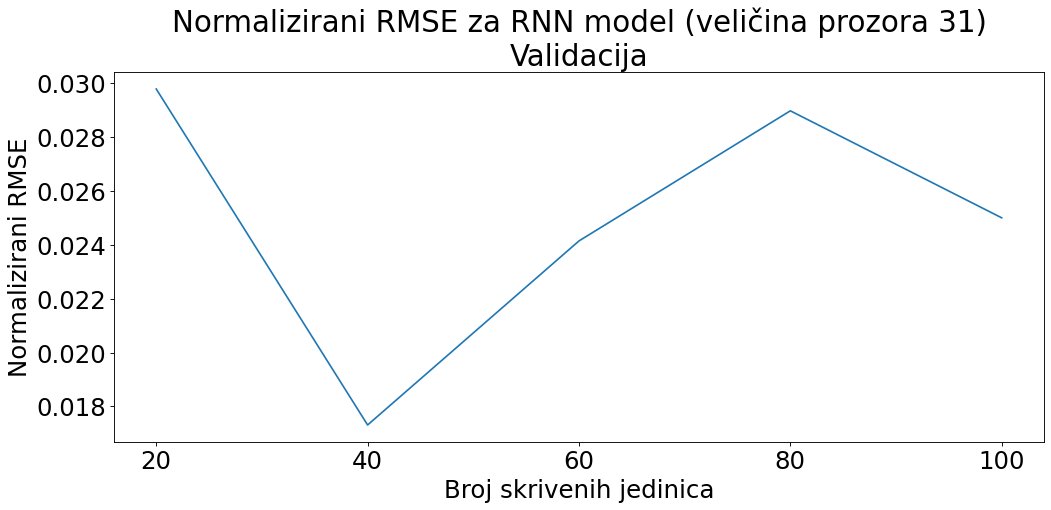 Normalizirani RMSE za RNN model (veličina prozora 31)
Validacija
Normalizirani RMSE
0.030
0.028
0.026
0.024
0.022
0.020
0.018
20 40 60 80 100
Broj skrivenih jedinica